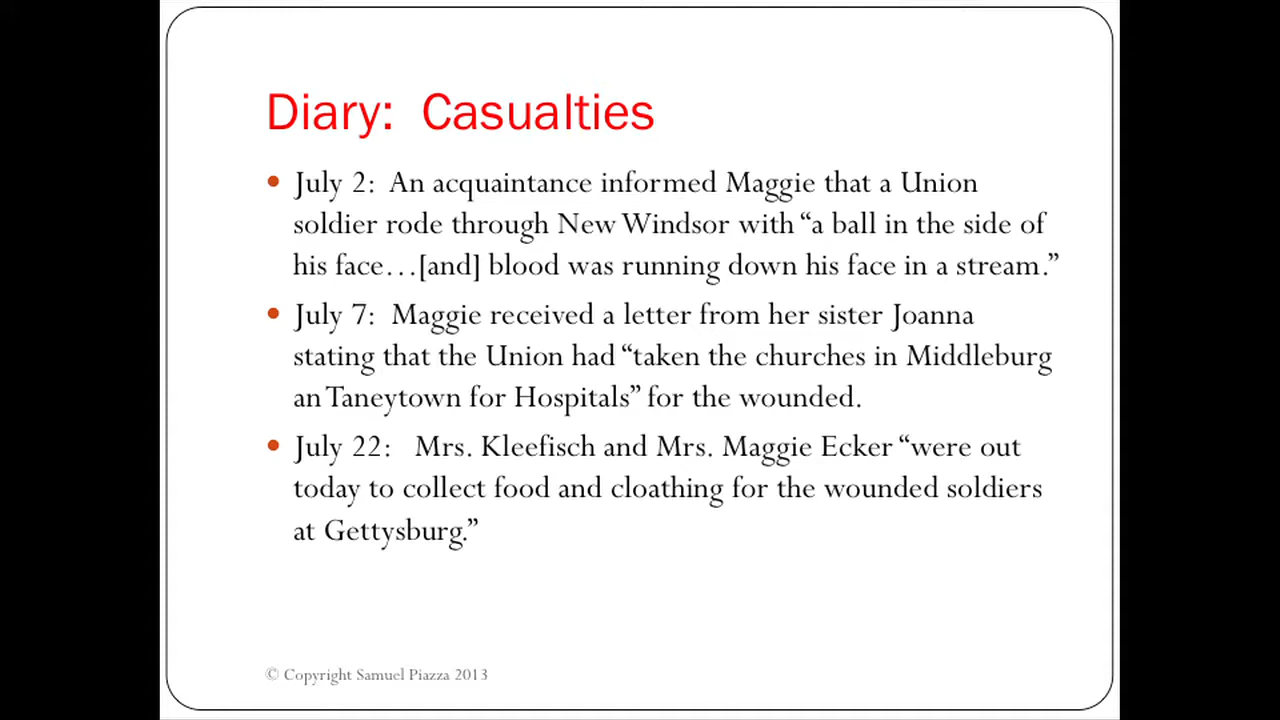 Diary: Casualties
• July 2: An acquaintance informed Maggie that a Union
soldier rode through New Windsor with “a ball in the side of
his face…[and] blood was running down his face in a stream.”
• July 7: Maggie received a letter from her sister Joanna
stating that the Union had “taken the churches in Middleburg
an Taneytown for Hospitals” for the wounded.
• July 22: Mrs. Kleefisch and Mrs. Maggie Ecker “were out
today to collect food and cloathing for the wounded soldiers
at Gettysburg.”
© Copyright Samuel Piazza 2013